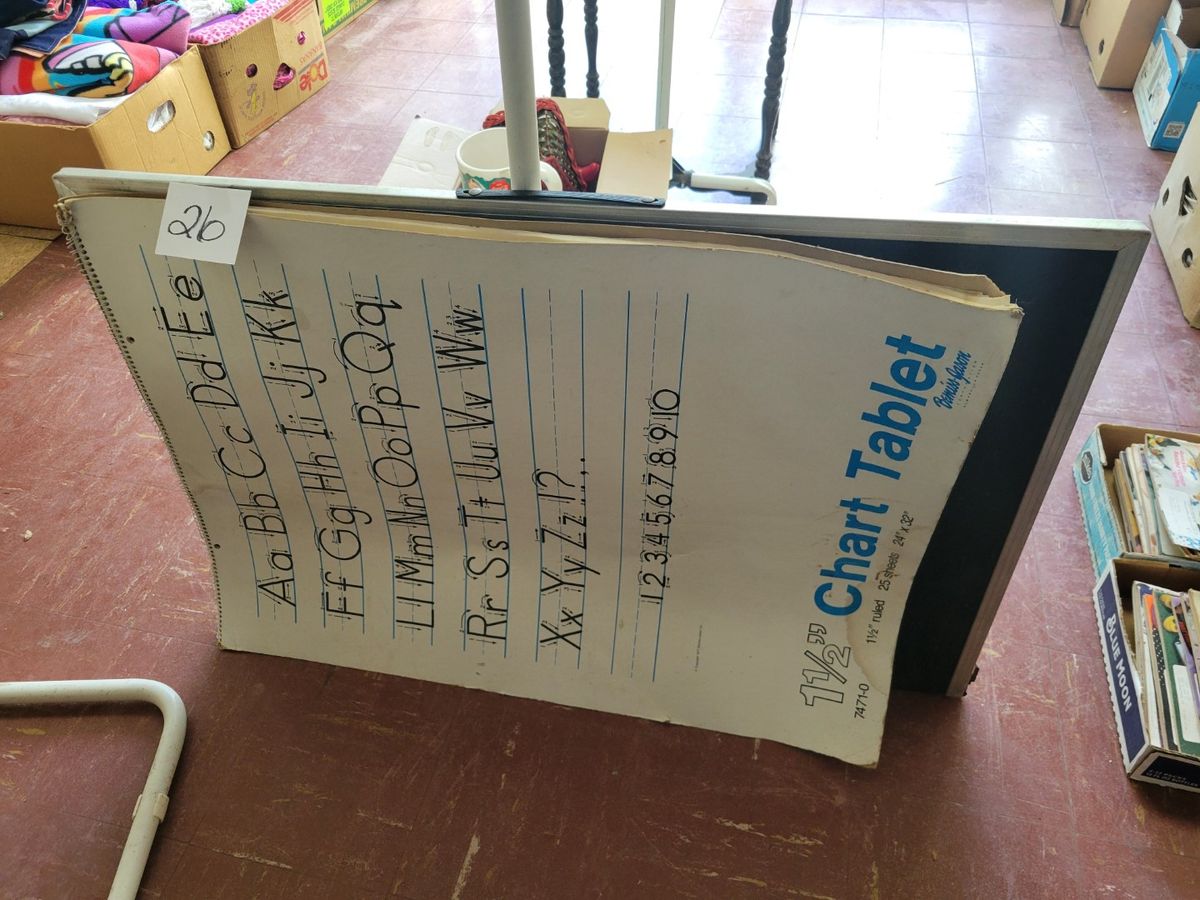 26
Aa Bb Cc Dd Ee
Ff Gg Hh Ii Jj Kk
Ll Mm Nn Oo Pp Qq
Rr Ss Tt Uu Vv Ww
Xx Yy Zz !?
1 2 3 4 5 6 7 8 9 10
1½" Chart Tablet
7471-0
1½" ruled 25 sheets 24" x 32"
Bemiss-Jason
Dole
BLUE MOON